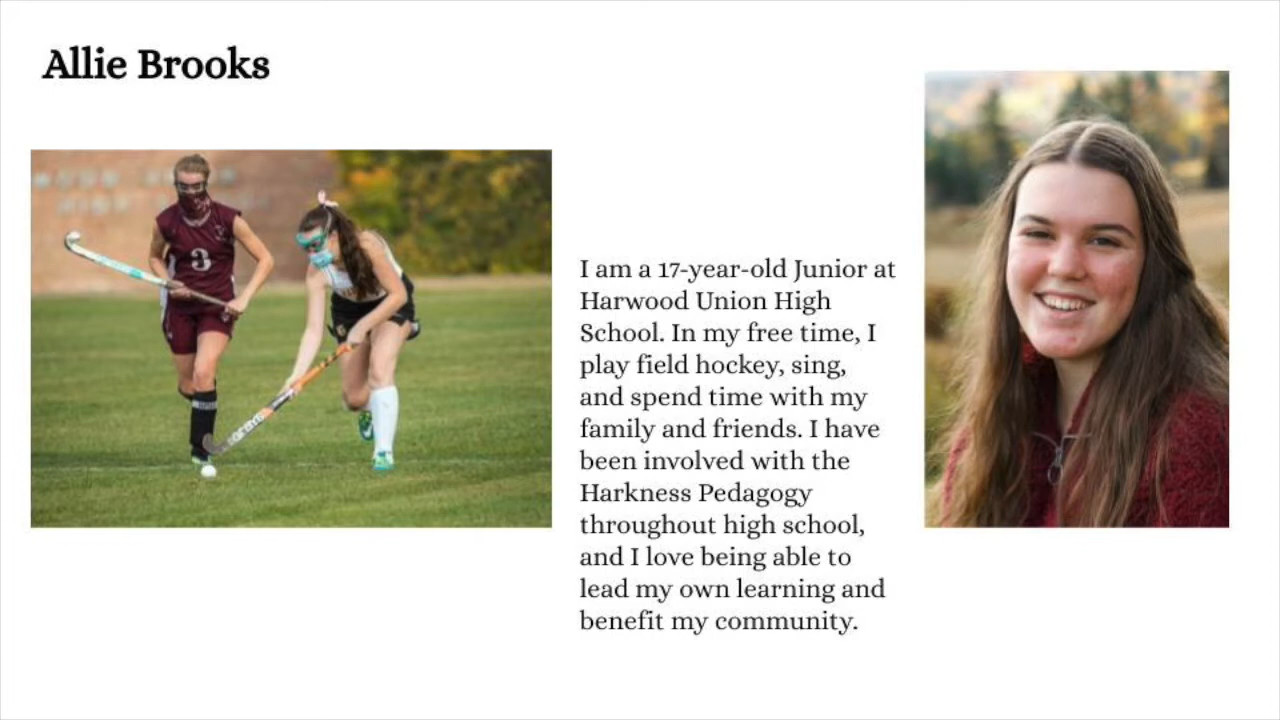 Allie Brooks
3
I am a 17-year-old Junior at
Harwood Union High
School. In my free time, I
play field hockey, sing,
and spend time with my
family and friends. I have
been involved with the
Harkness Pedagogy
throughout high school,
and I love being able to
lead my own learning and
benefit my community.